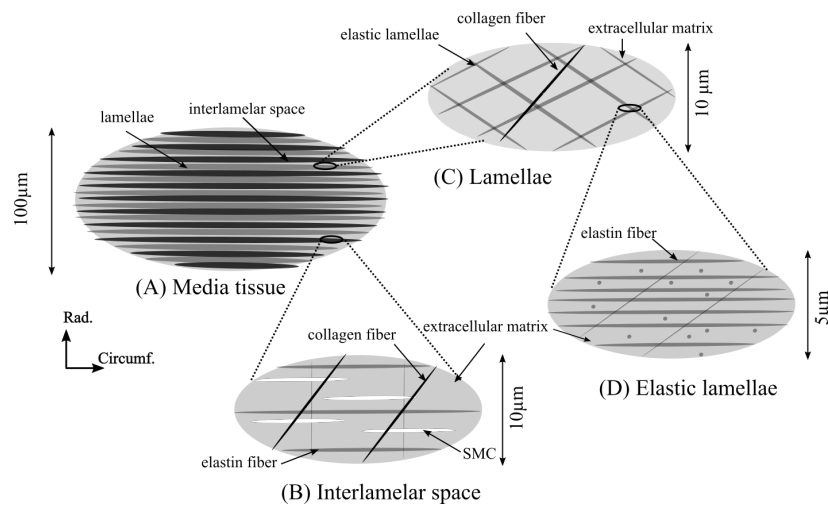 collagen fiber
elastic lamellae
extracellular matrix
10 μm
lamellae
interlamelar space
100μm
(A) Media tissue
(C) Lamellae
elastin fiber
5μm
(D) Elastic lamellae
Rad.
Circumf.
collagen fiber
extracellular matrix
10μm
elastin fiber
SMC
(B) Interlamelar space